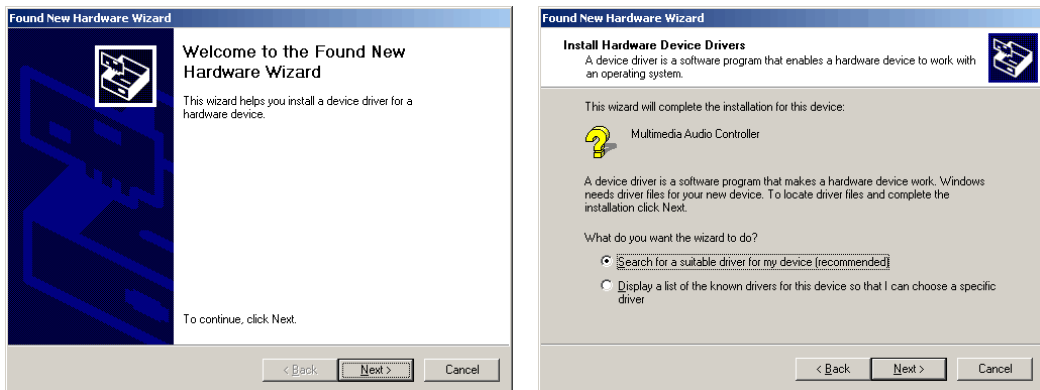 Found New Hardware Wizard
Welcome to the Found New
Hardware Wizard
This wizard helps you install a device driver for a
hardware device.
To continue, click Next.
< Back
Next >
Cancel
Found New Hardware Wizard
Install Hardware Device Drivers
A device driver is a software program that enables a hardware device to work with
an operating system.
This wizard will complete the installation for this device:
Multimedia Audio Controller
A device driver is a software program that makes a hardware device work. Windows
needs driver files for your new device. To locate driver files and complete the
installation click Next.
What do you want the wizard to do?
Search for a suitable driver for my device (recommended)
Display a list of the known drivers for this device so that I can choose a specific
driver
< Back
Next >
Cancel